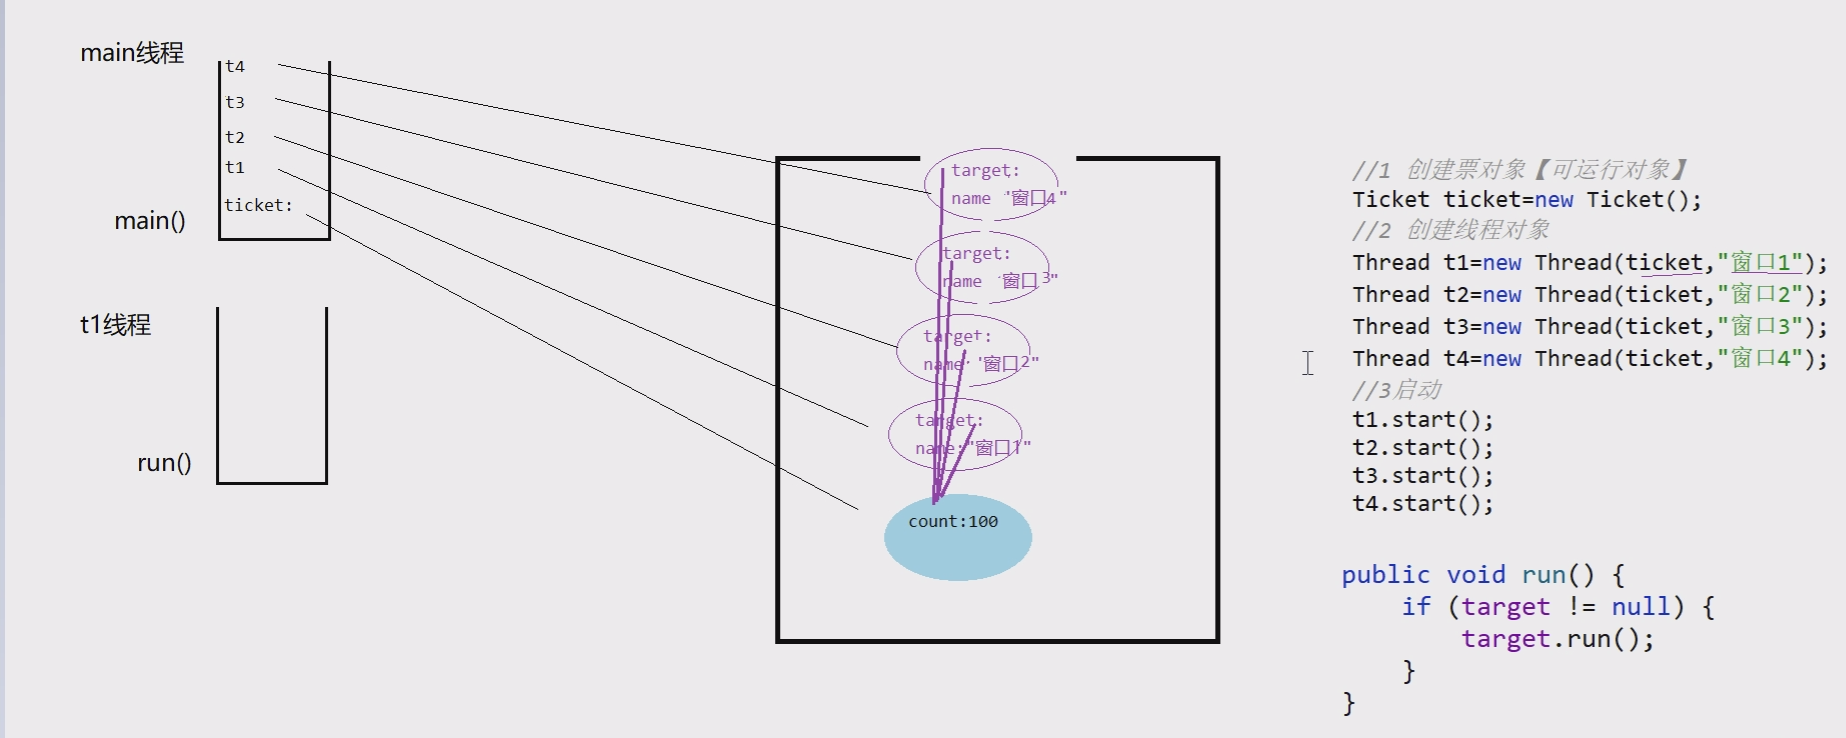 main线程
t4
t3
t2
t1
ticket:
main()
t1线程
run()
target:
name "窗口4"
target:
name "窗口3"
target:
name: "窗口2"
target:
name:"窗口1"
count:100
//1 创建票对象【可运行对象】
Ticket ticket=new Ticket();
//2 创建线程对象
Thread t1=new Thread(ticket,"窗口1");
Thread t2=new Thread(ticket,"窗口2");
Thread t3=new Thread(ticket,"窗口3");
Thread t4=new Thread(ticket,"窗口4");
//3启动
t1.start();
t2.start();
t3.start();
t4.start();
public void run() {
if (target != null) {
target.run();
}
}